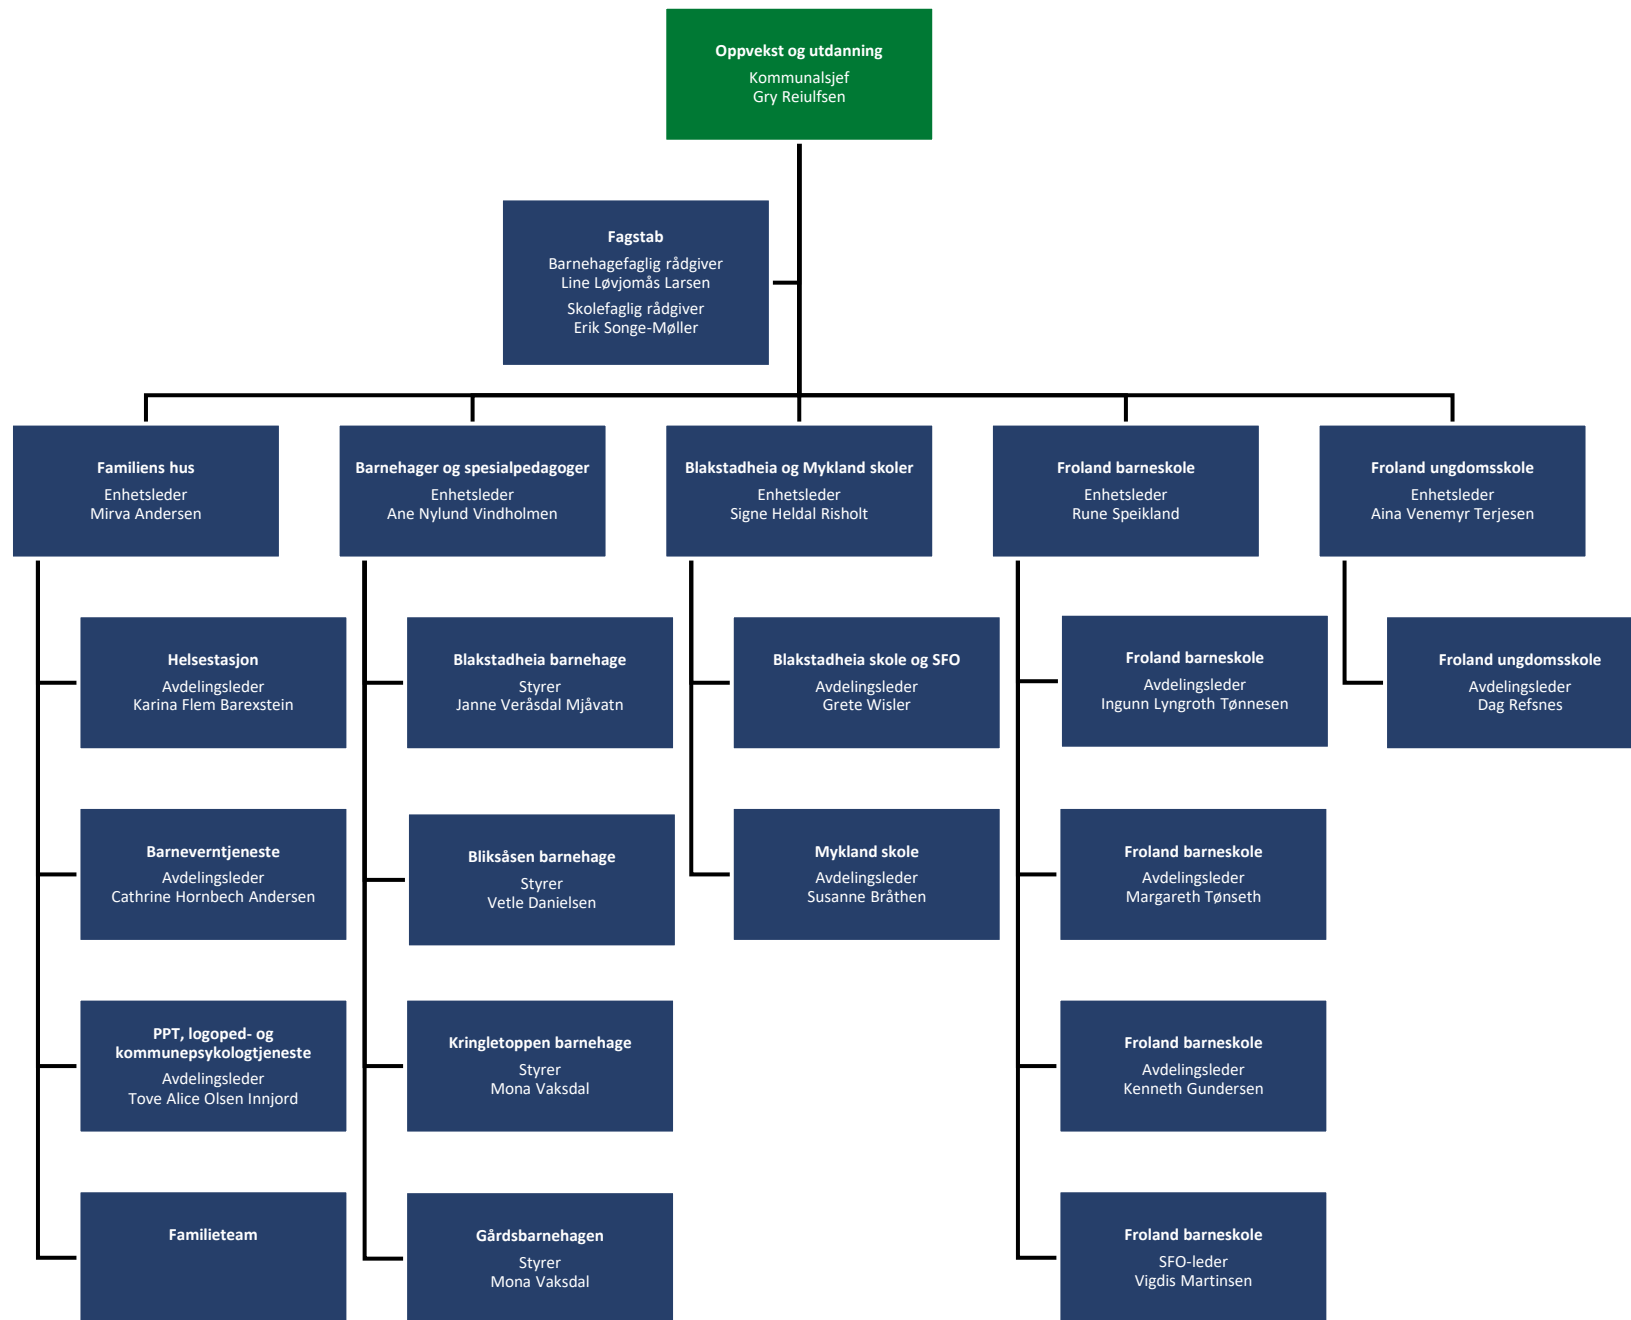 Oppvekst og utdanning
Kommunalsjef
Gry Reiulfsen
Fagstab
Barnehagefaglig rådgiver
Line Løvjomås Larsen
Skolefaglig rådgiver
Erik Songe-Møller
Familiens hus
Enhetsleder
Mirva Andersen
Barnehager og spesialpedagoger
Enhetsleder
Ane Nylund Vindholmen
Blakstadheia og Mykland skoler
Enhetsleder
Signe Heldal Risholt
Froland barneskole
Enhetsleder
Rune Speikland
Froland ungdomsskole
Enhetsleder
Aina Venemyr Terjesen
Helsestasjon
Avdelingsleder
Karina Flem Barexstein
Blakstadheia barnehage
Styrer
Janne Veråsdal Mjåvatn
Blakstadheia skole og SFO
Avdelingsleder
Grete Wisler
Froland barneskole
Avdelingsleder
Ingunn Lyngroth Tønnesen
Froland ungdomsskole
Avdelingsleder
Dag Refsnes
Barneverntjeneste
Avdelingsleder
Cathrine Hornbech Andersen
Bliksåsen barnehage
Styrer
Vetle Danielsen
Mykland skole
Avdelingsleder
Susanne Bråthen
Froland barneskole
Avdelingsleder
Margareth Tønseth
PPT, logoped- og
kommunepsykologtjeneste
Avdelingsleder
Tove Alice Olsen Innjord
Kringletoppen barnehage
Styrer
Mona Vaksdal
Froland barneskole
Avdelingsleder
Kenneth Gundersen
Familieteam
Gårdsbarnehagen
Styrer
Mona Vaksdal
Froland barneskole
SFO-leder
Vigdis Martinsen